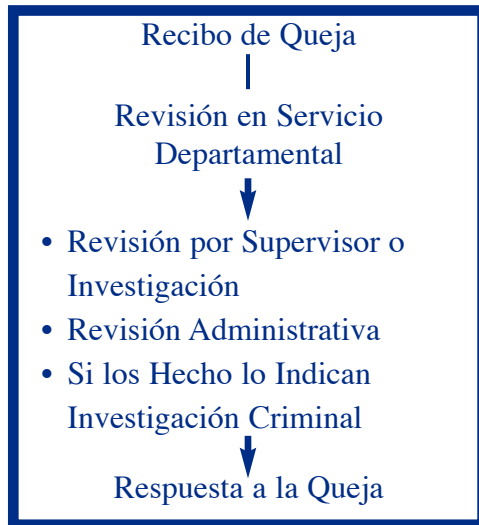 Recibo de Queja
Revisión en Servicio
Departamental
• Revisión por Supervisor o
Investigación
• Revisión Administrativa
• Si los Hecho lo Indican
Investigación Criminal
Respuesta a la Queja